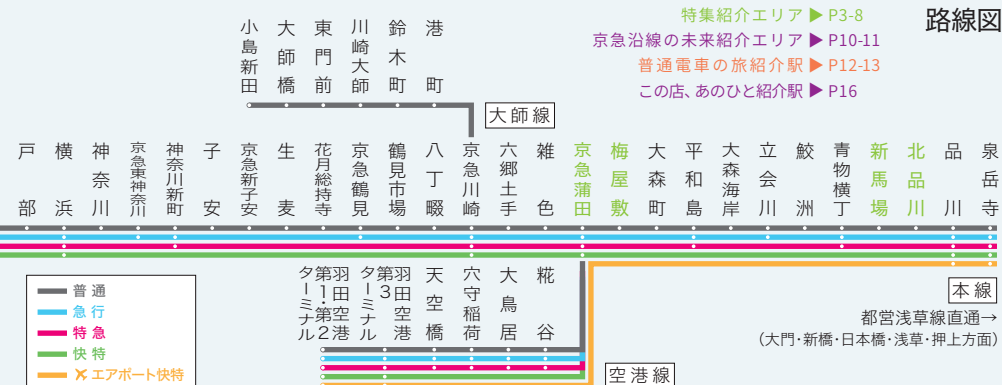 路線図
特集紹介エリア ▶ P3-8
京急沿線の未来紹介エリア ▶ P10-11
普通電車の旅紹介駅 ▶ P12-13
この店、あのひと紹介駅 ▶ P16
小島新田
大師橋
東門前
川崎大師
鈴木町
港町
大師線
戸部
横浜
神奈川
京急東神奈川
神奈川新町
子安
京急新子安
生麦
花月総持寺
京急鶴見
鶴見市場
八丁畷
京急川崎
六郷土手
雑色
京急蒲田
梅屋敷
大森町
平和島
大森海岸
立会川
鮫洲
青物横丁
新馬場
北品川
品川
泉岳寺
本線
都営浅草線直通→
(大門・新橋・日本橋・浅草・押上方面)
羽田空港
第1・第2
ターミナル
羽田空港
第3
ターミナル
天空橋
穴守稲荷
大鳥居
糀谷
空港線
普通
急行
特急
快特
エアポート快特